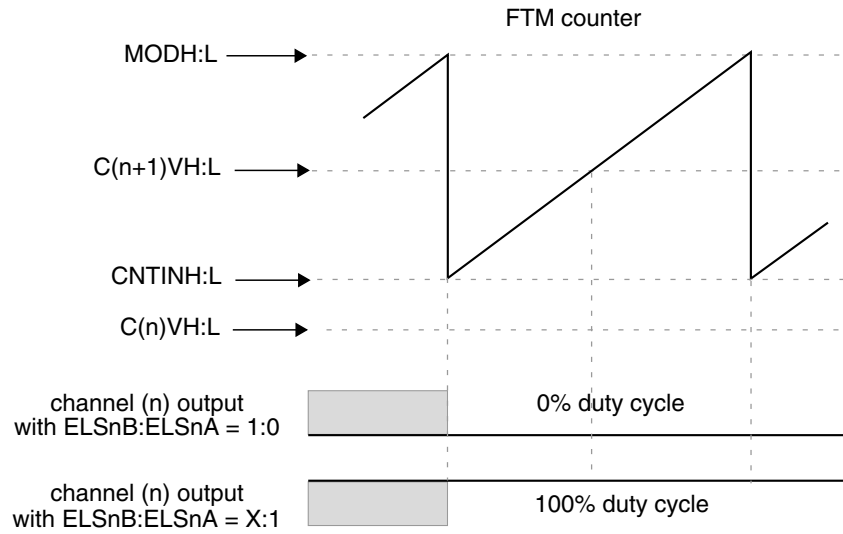 FTM counter
MODH:L
C(n+1)VH:L
CNTINH:L
C(n)VH:L
channel (n) output
with ELSnB:ELSnA = 1:0
0% duty cycle
channel (n) output
with ELSnB:ELSnA = X:1
100% duty cycle